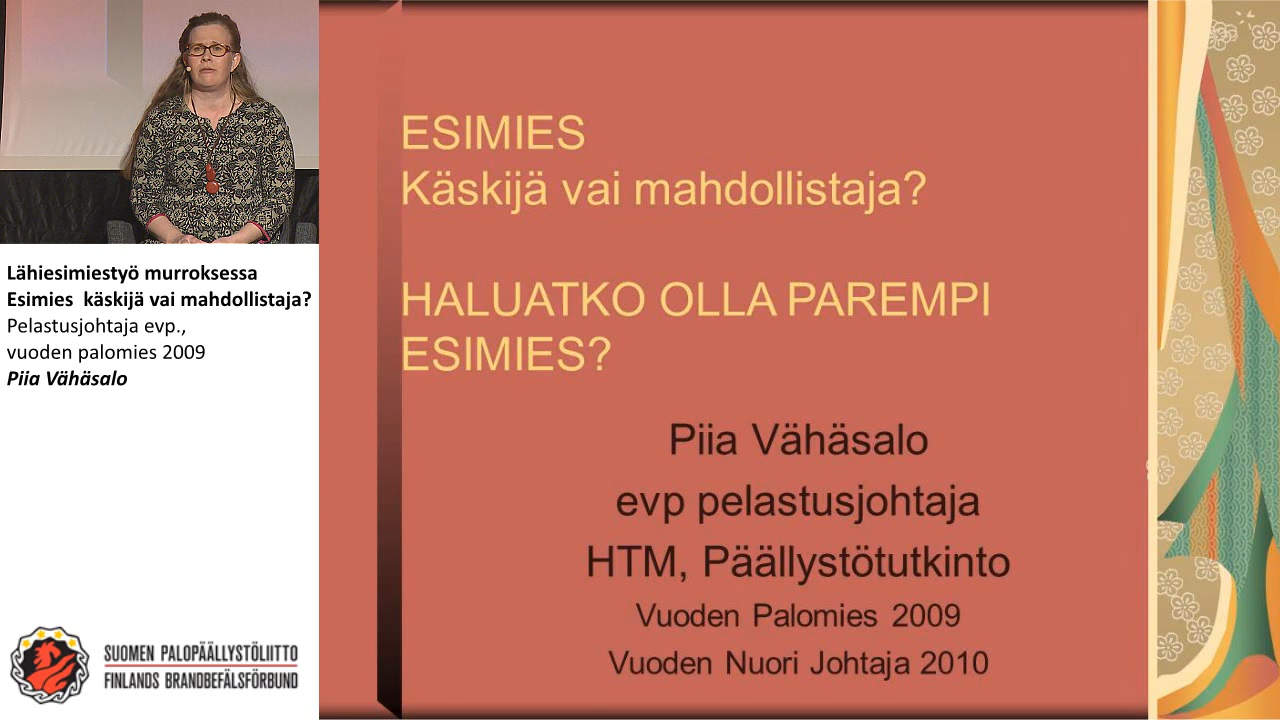 Lähiesimiestyö murroksessa
Esimies käskijä vai mahdollistaja?
Pelastusjohtaja evp.,
vuoden palomies 2009
Piia Vähäsalo
SUOMEN PALOPÄÄLLYSTÖLIITTO
FINLANDS BRANDBEFÄLSFÖRBUND
ESIMIES
Käskijä vai mahdollistaja?
HALUATKO OLLA PAREMPI
ESIMIES?
Piia Vähäsalo
evp pelastusjohtaja
HTM, Päällystötutkinto
Vuoden Palomies 2009
Vuoden Nuori Johtaja 2010